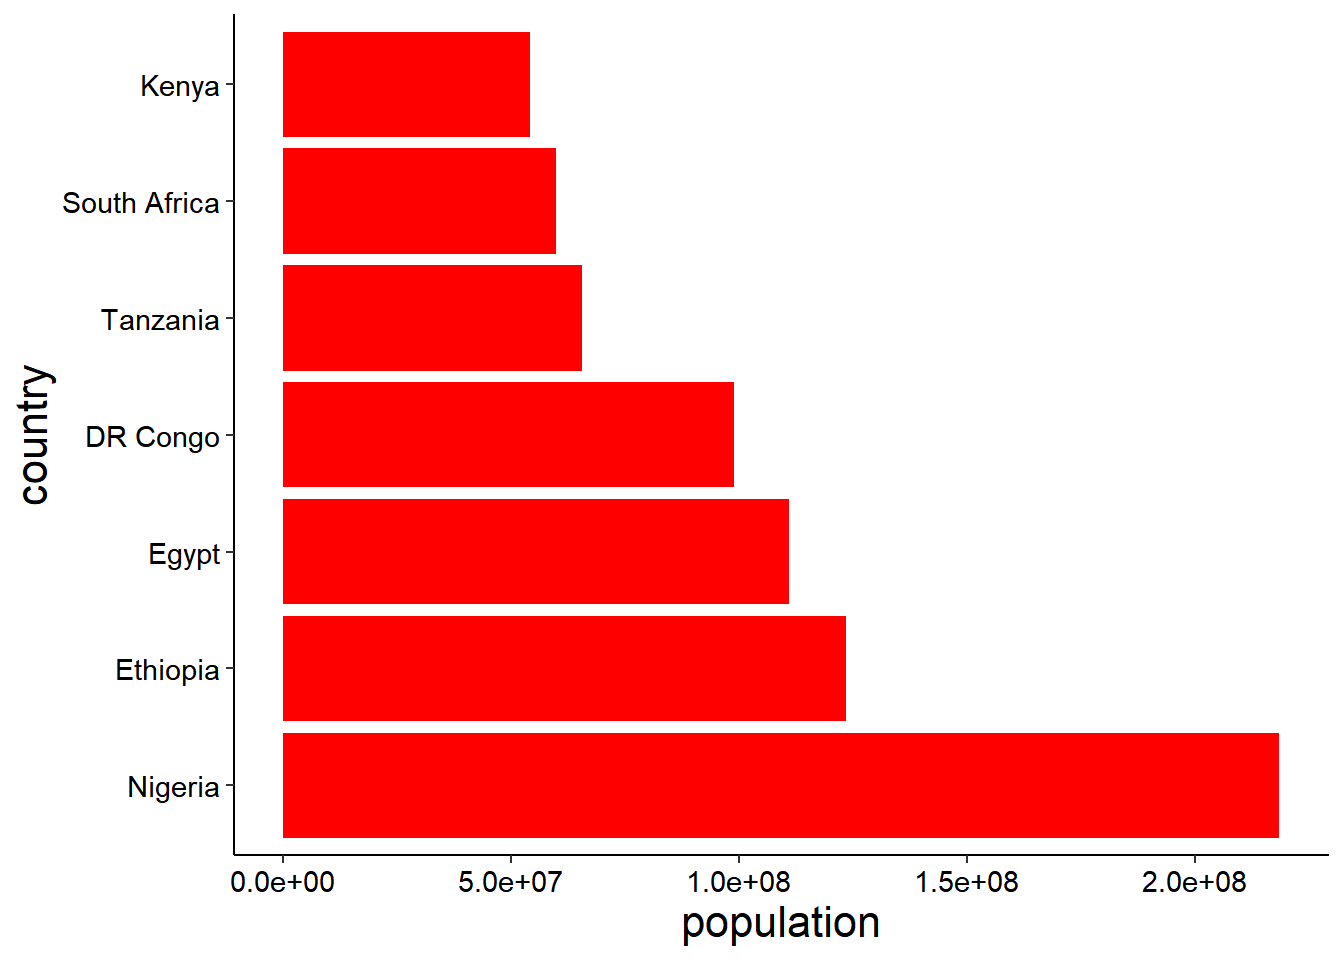 Kenya
South Africa
Tanzania
DR Congo
Egypt
Ethiopia
Nigeria
country
0.0e+00 5.0e+07 1.0e+08 1.5e+08 2.0e+08
population